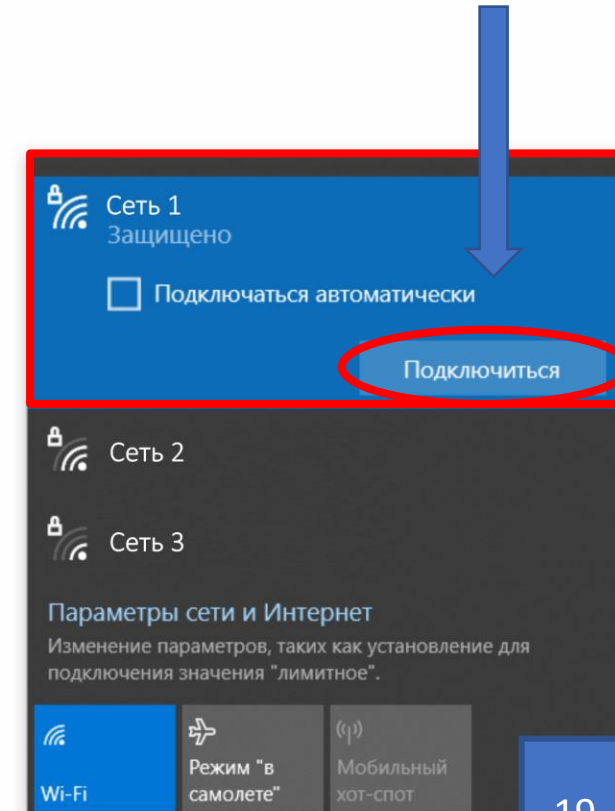 Сеть 1
Защищено
Подключаться автоматически
Подключиться
Сеть 2
Сеть 3
Параметры сети и Интернет
Изменение параметров, таких как установление для
подключения значения "лимитное".
Wi-Fi
Режим "в
самолете"
Мобильный
хот-спот
19